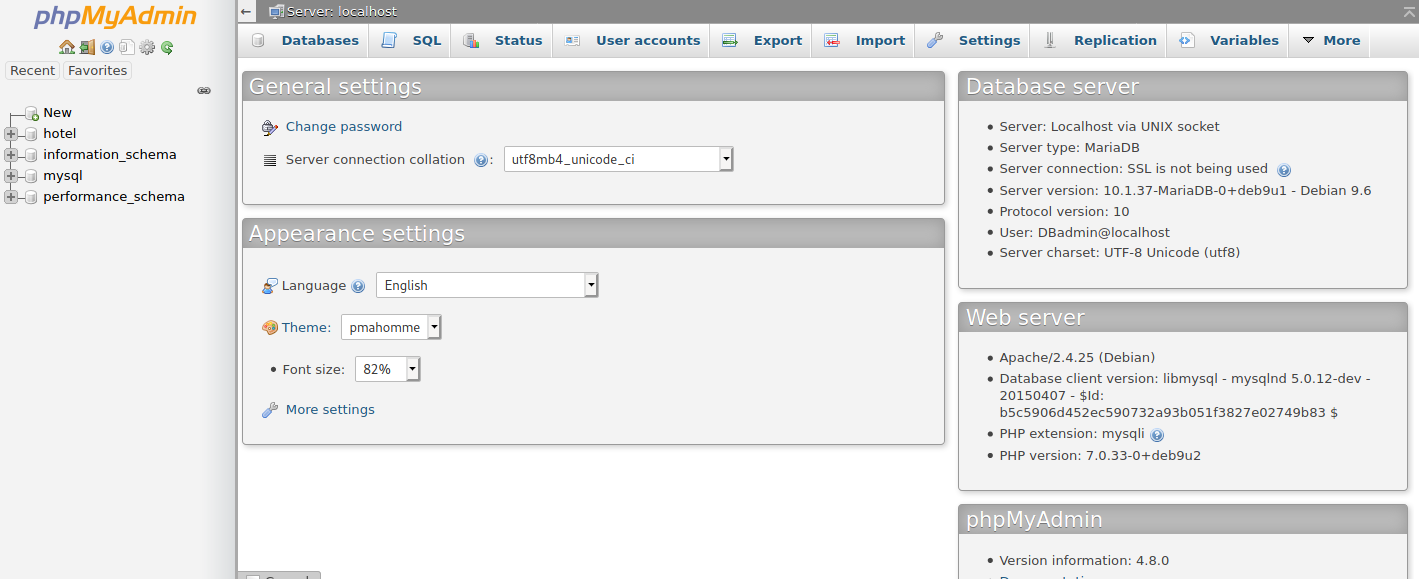 phpMyAdmin
Recent
Favorites
New
hotel
information_schema
mysql
performance_schema
Server: localhost
Databases
SQL
Status
User accounts
Export
Import
Settings
Replication
Variables
More
General settings
Change password
Server connection collation : utf8mb4_unicode_ci
Appearance settings
Language English
Theme: pmahomme
• Font size: 82%
More settings
Database server
• Server: Localhost via UNIX socket
• Server type: MariaDB
• Server connection: SSL is not being used
• Server version: 10.1.37-MariaDB-0+deb9u1 - Debian 9.6
• Protocol version: 10
• User: DBadmin@localhost
• Server charset: UTF-8 Unicode (utf8)
Web server
• Apache/2.4.25 (Debian)
• Database client version: libmysql - mysqlnd 5.0.12-dev -
20150407 - $Id:
b5c5906d452ec590732a93b051f3827e02749b83 $
• PHP extension: mysqli
• PHP version: 7.0.33-0+deb9u2
phpMyAdmin
• Version information: 4.8.0